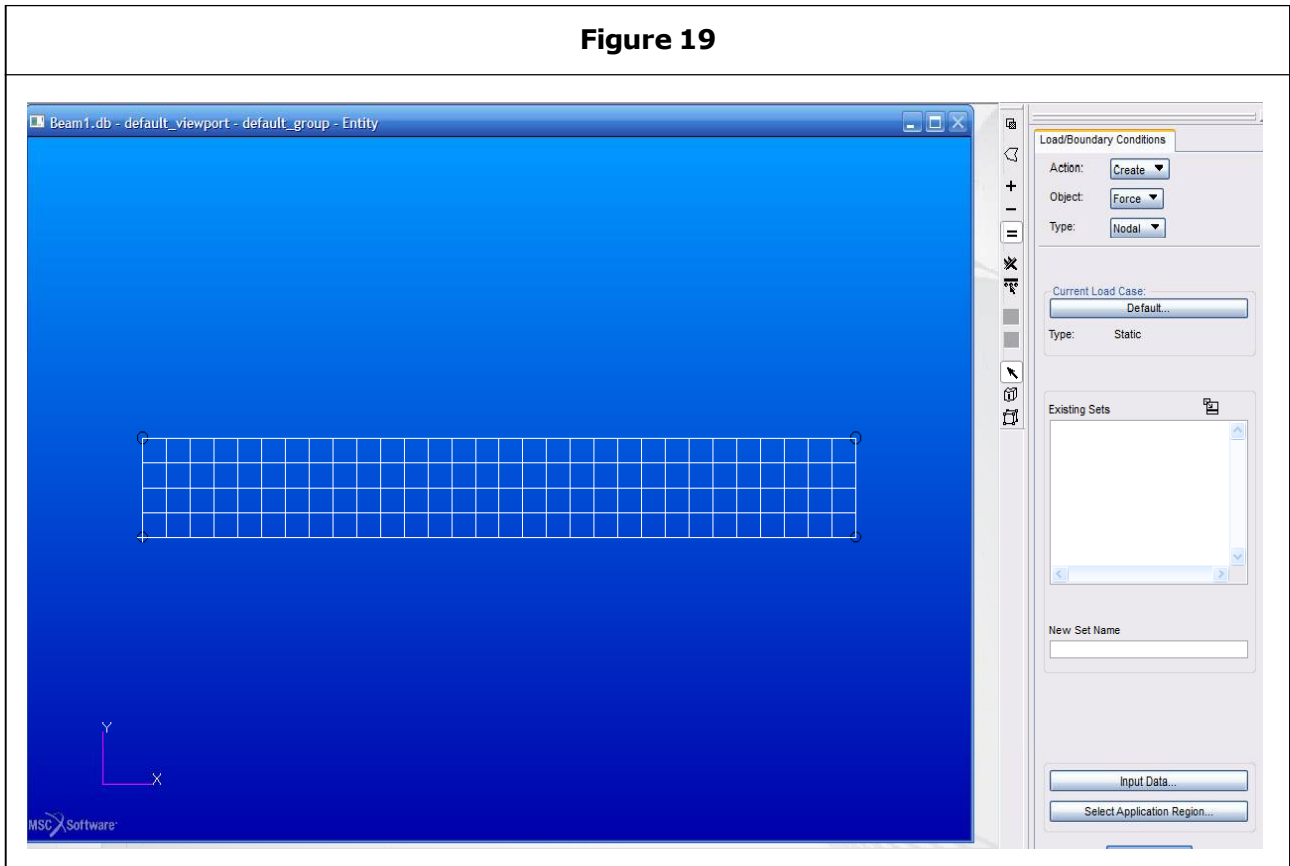 Figure 19
Beam1.db - default_viewport - default_group - Entity
Y
X
MSC Software
Load/Boundary Conditions
Action: Create
Object: Force
Type: Nodal
Current Load Case:
Default...
Type: Static
Existing Sets
New Set Name
Input Data...
Select Application Region...